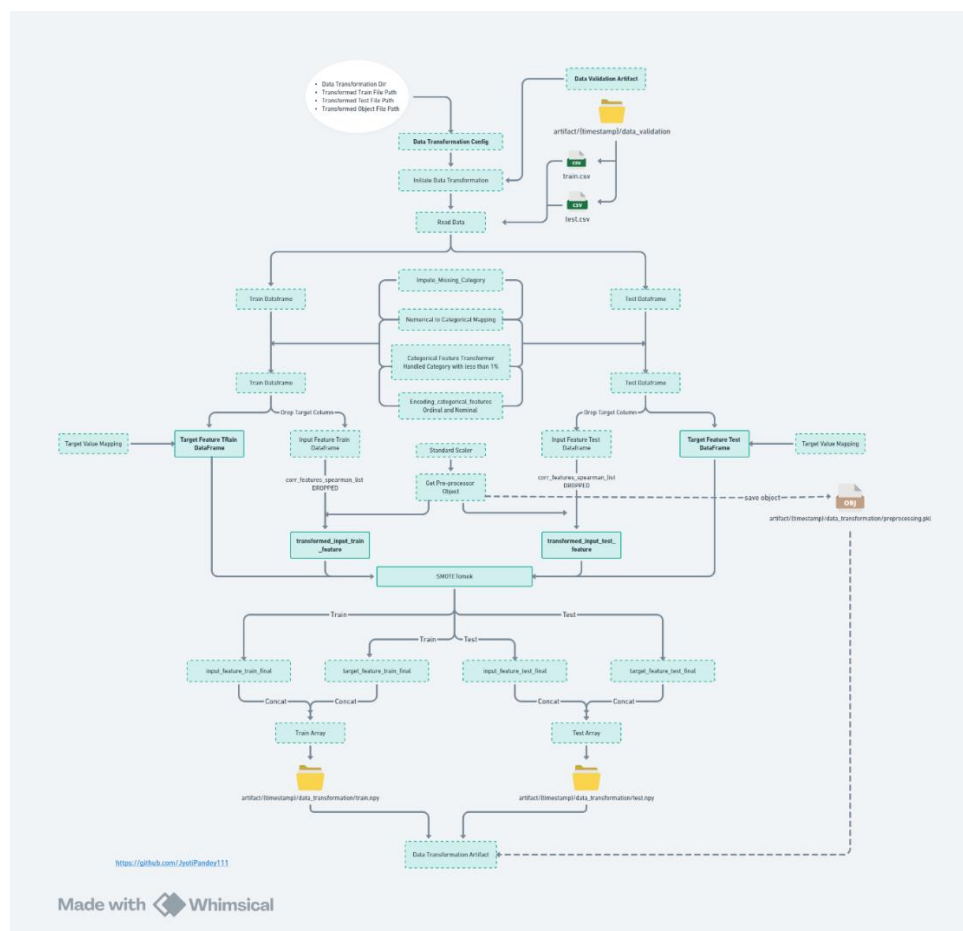 • Data Transformation Dir
• Transformed Train File Path
• Transformed Test File Path
• Transformed Object File Path
Data Validation Artifact
artifact/{timestamp}/data_validation
Data Transformation Config
CSV
train.csv
Initiate Data Transformation
CSV
test.csv
Read Data
Impute_Missing_Category
Train Dataframe
Test Dataframe
Numerical to Categorical Mapping
Categorical Feature Transformer
Handled Category with less than 1%
Train Dataframe
Test Dataframe
Encoding_categorical_features
Ordinal and Nominal
Drop Target Column
Drop Target Column
Target Value Mapping
Target Feature TRain
DataFrame
Input Feature Train
Dataframe
Standard Scaler
Input Feature Test
Dataframe
Target Feature Test
DataFrame
Target Value Mapping
corr_features_spearman_list
DROPPED
Get Pre-processor
Object
corr_features_spearman_list
DROPPED
save object
OBJ
artifact/{timestamp}/data_transformation/preprocessing.pkl
transformed_input_train
_feature
transformed_input_test_
feature
SMOTETomek
Train
Test
Train
Test
input_feature_train_final
target_feature_train_final
input_feature_test_final
target_feature_test_final
Concat
Concat
Concat
Concat
Train Array
Test Array
artifact/{timestamp}/data_transformation/train.npy
artifact/{timestamp}/data_transformation/test.npy
Data Transformation Artifact
https://github.com/JyotiPandey111
Made with Whimsical